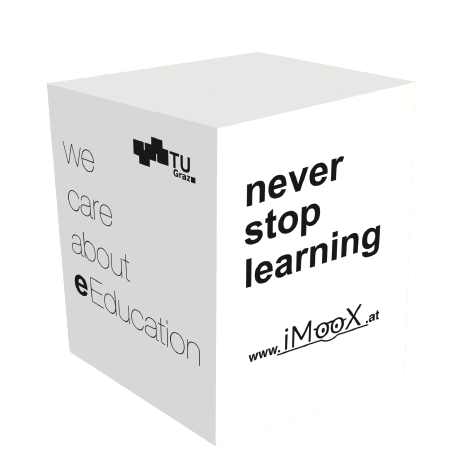 we
care
about
eEducation
TU
Graz
never
stop
learning
www.iMooX.at